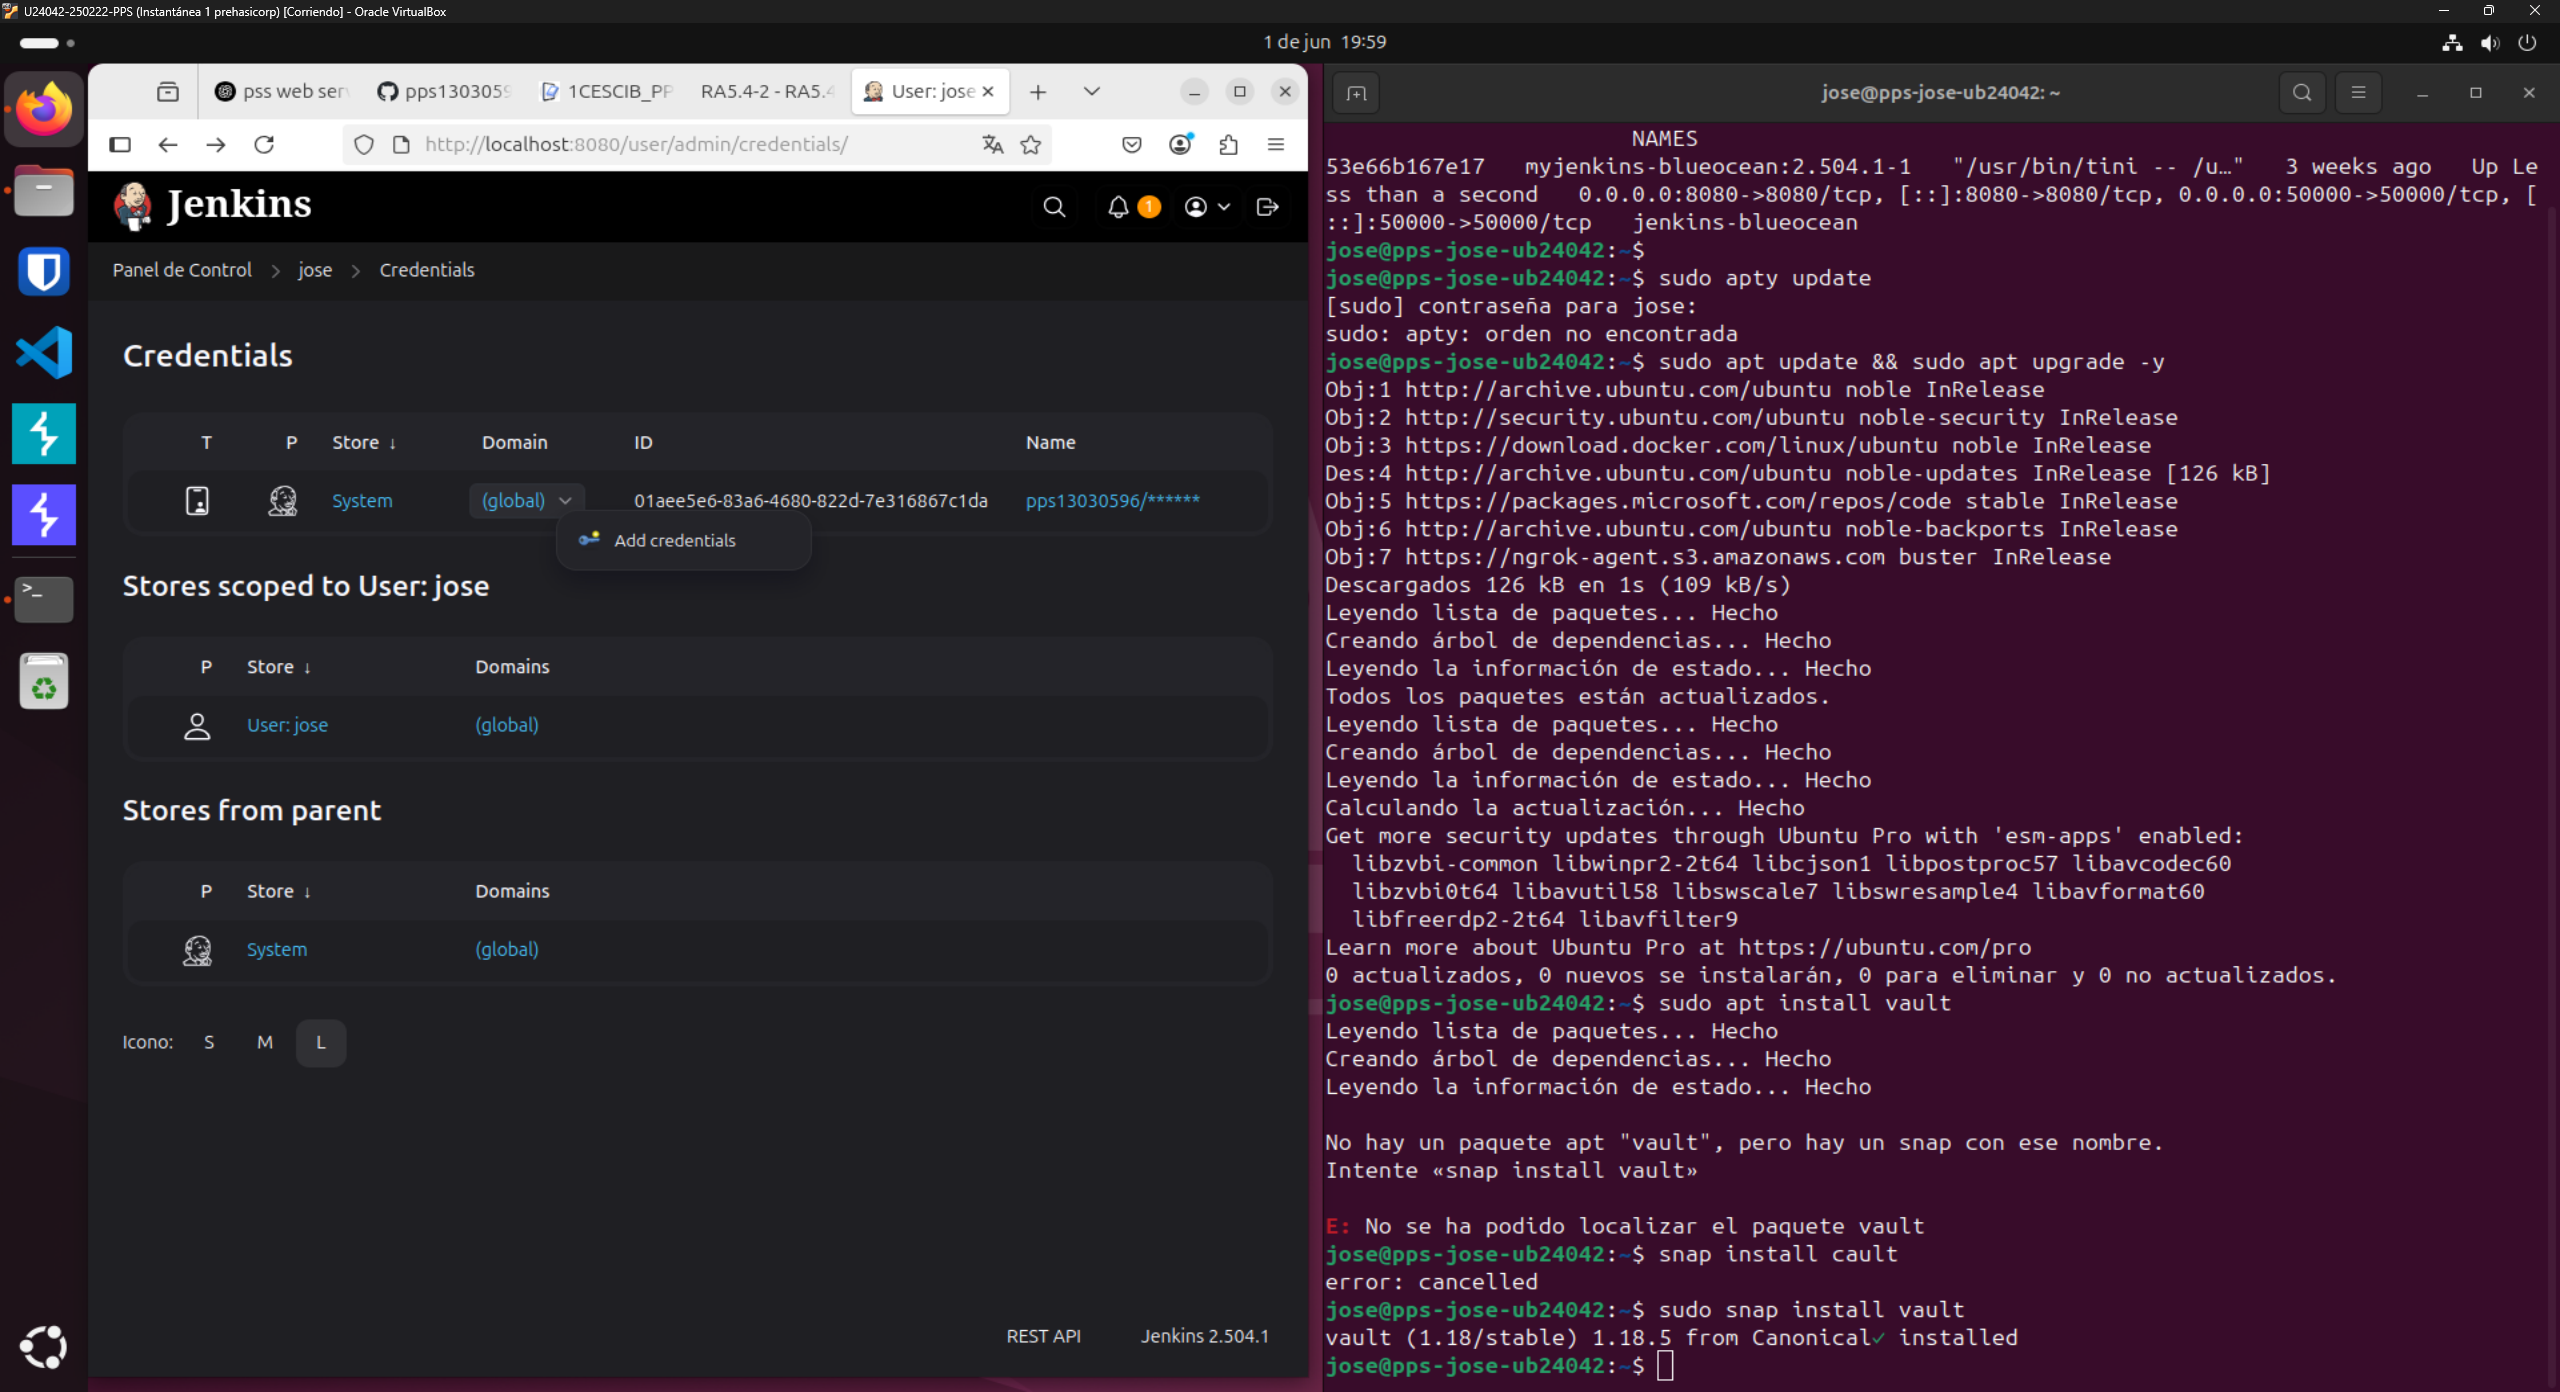 U24042-250222-PPS (Instantánea 1 prehasicorp) [Corriendo] - Oracle VirtualBox
1 de jun 19:59
pss web serv
pps1303059
1CESCIB_PP
RA5.4-2 - RA5.4
User: jose
http://localhost:8080/user/admin/credentials/
Jenkins
1
Panel de Control > jose > Credentials
Credentials
T P Store ↓ Domain ID Name
System (global) 01aee5e6-83a6-4680-822d-7e316867c1da pps13030596/******
Add credentials
Stores scoped to User: jose
P Store ↓ Domains
User: jose (global)
Stores from parent
P Store ↓ Domains
System (global)
Icono: S M L
REST API Jenkins 2.504.1
jose@pps-jose-ub24042: ~
NAMES
53e66b167e17 myjenkins-blueocean:2.504.1-1 "/usr/bin/tini -- /u…" 3 weeks ago Up Le
ss than a second 0.0.0.0:8080->8080/tcp, [::]:8080->8080/tcp, 0.0.0.0:50000->50000/tcp, [
::]:50000->50000/tcp jenkins-blueocean
jose@pps-jose-ub24042:~$
jose@pps-jose-ub24042:~$ sudo apty update
[sudo] contraseña para jose:
sudo: apty: orden no encontrada
jose@pps-jose-ub24042:~$ sudo apt update && sudo apt upgrade -y
Obj:1 http://archive.ubuntu.com/ubuntu noble InRelease
Obj:2 http://security.ubuntu.com/ubuntu noble-security InRelease
Obj:3 https://download.docker.com/linux/ubuntu noble InRelease
Des:4 http://archive.ubuntu.com/ubuntu noble-updates InRelease [126 kB]
Obj:5 https://packages.microsoft.com/repos/code stable InRelease
Obj:6 http://archive.ubuntu.com/ubuntu noble-backports InRelease
Obj:7 https://ngrok-agent.s3.amazonaws.com buster InRelease
Descargados 126 kB en 1s (109 kB/s)
Leyendo lista de paquetes... Hecho
Creando árbol de dependencias... Hecho
Leyendo la información de estado... Hecho
Todos los paquetes están actualizados.
Leyendo lista de paquetes... Hecho
Creando árbol de dependencias... Hecho
Leyendo la información de estado... Hecho
Calculando la actualización... Hecho
Get more security updates through Ubuntu Pro with 'esm-apps' enabled:
libzvbi-common libwinpr2-2t64 libcjson1 libpostproc57 libavcodec60
libzvbi0t64 libavutil58 libswscale7 libswresample4 libavformat60
libfreerdp2-2t64 libavfilter9
Learn more about Ubuntu Pro at https://ubuntu.com/pro
0 actualizados, 0 nuevos se instalarán, 0 para eliminar y 0 no actualizados.
jose@pps-jose-ub24042:~$ sudo apt install vault
Leyendo lista de paquetes... Hecho
Creando árbol de dependencias... Hecho
Leyendo la información de estado... Hecho
No hay un paquete apt "vault", pero hay un snap con ese nombre.
Intente «snap install vault»
E: No se ha podido localizar el paquete vault
jose@pps-jose-ub24042:~$ snap install cault
error: cancelled
jose@pps-jose-ub24042:~$ sudo snap install vault
vault (1.18/stable) 1.18.5 from Canonical✓ installed
jose@pps-jose-ub24042:~$